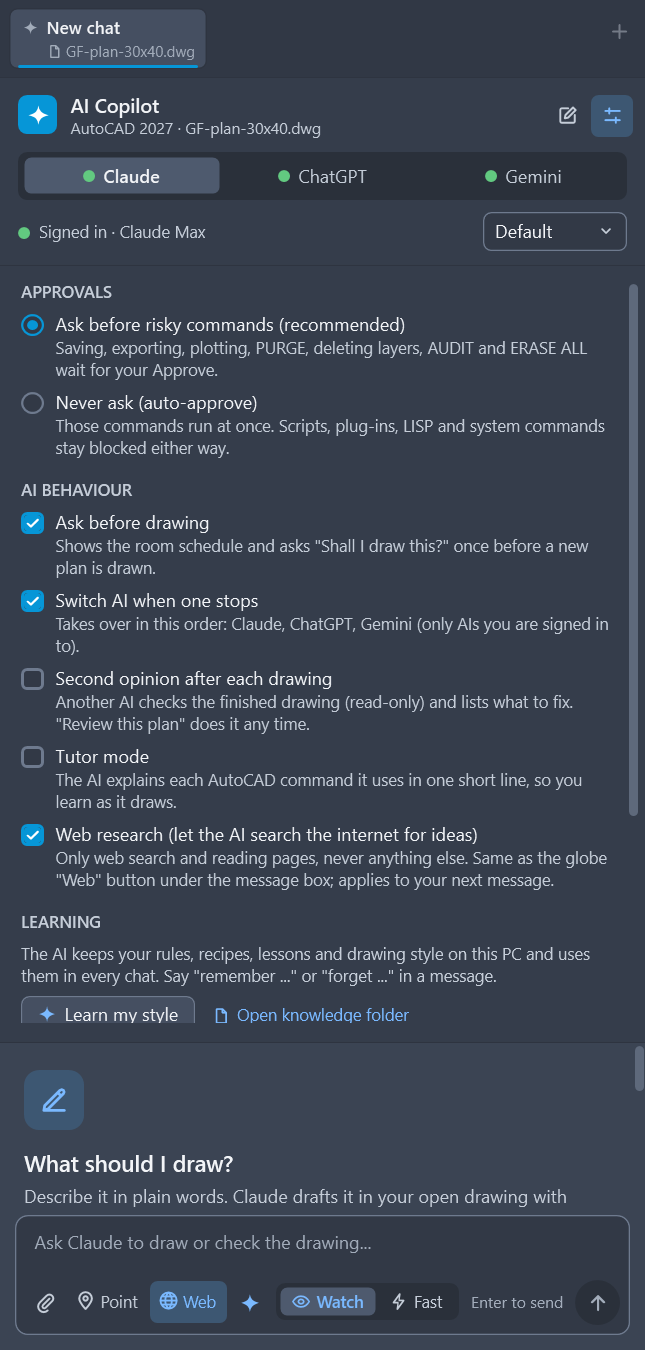 New chat
GF-plan-30x40.dwg
AI Copilot
AutoCAD 2027 · GF-plan-30x40.dwg
Claude
ChatGPT
Gemini
Signed in · Claude Max
Default
APPROVALS
Ask before risky commands (recommended)
Saving, exporting, plotting, PURGE, deleting layers, AUDIT and ERASE ALL
wait for your Approve.
Never ask (auto-approve)
Those commands run at once. Scripts, plug-ins, LISP and system commands
stay blocked either way.
AI BEHAVIOUR
Ask before drawing
Shows the room schedule and asks "Shall I draw this?" once before a new
plan is drawn.
Switch AI when one stops
Takes over in this order: Claude, ChatGPT, Gemini (only AIs you are signed in
to).
Second opinion after each drawing
Another AI checks the finished drawing (read-only) and lists what to fix.
"Review this plan" does it any time.
Tutor mode
The AI explains each AutoCAD command it uses in one short line, so you
learn as it draws.
Web research (let the AI search the internet for ideas)
Only web search and reading pages, never anything else. Same as the globe
"Web" button under the message box; applies to your next message.
LEARNING
The AI keeps your rules, recipes, lessons and drawing style on this PC and uses
them in every chat. Say "remember ..." or "forget ..." in a message.
Learn my style
Open knowledge folder
What should I draw?
Describe it in plain words. Claude drafts it in your open drawing with
Ask Claude to draw or check the drawing...
Point
Web
Watch
Fast
Enter to send